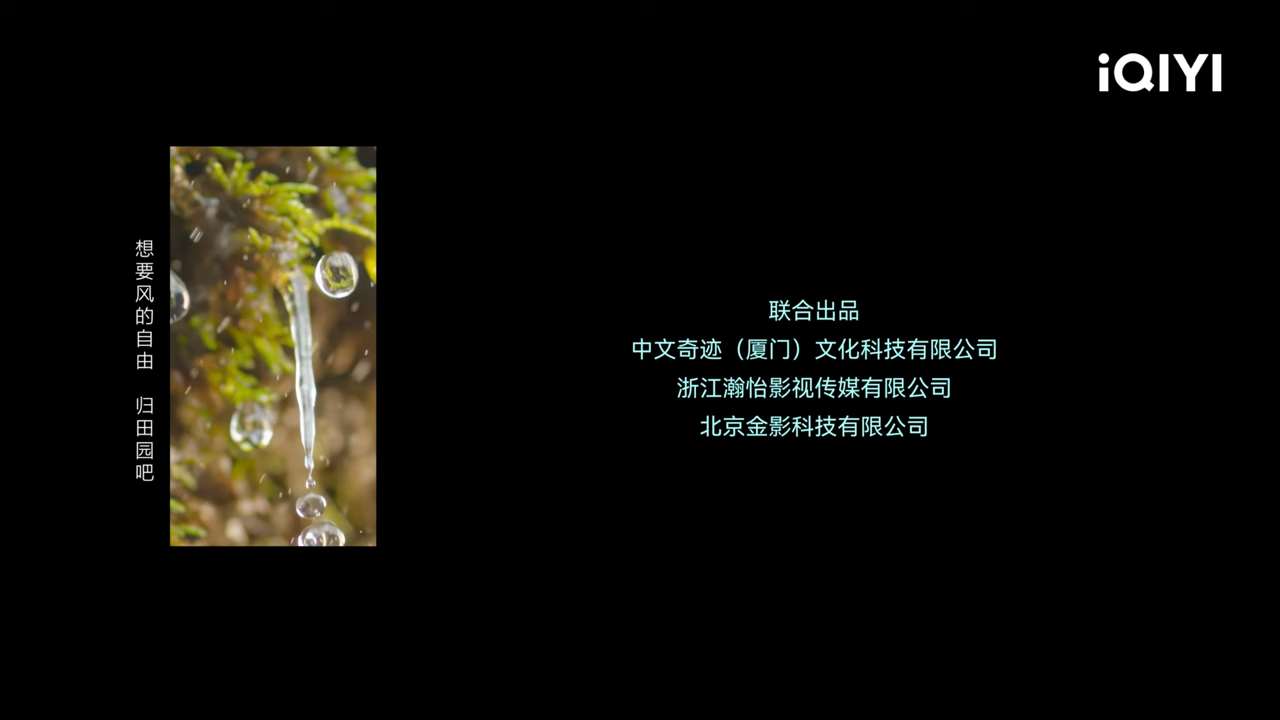 iQIYI
想要风的自由 归田园吧
联合出品
中文奇迹（厦门）文化科技有限公司
浙江瀚怡影视传媒有限公司
北京金影科技有限公司